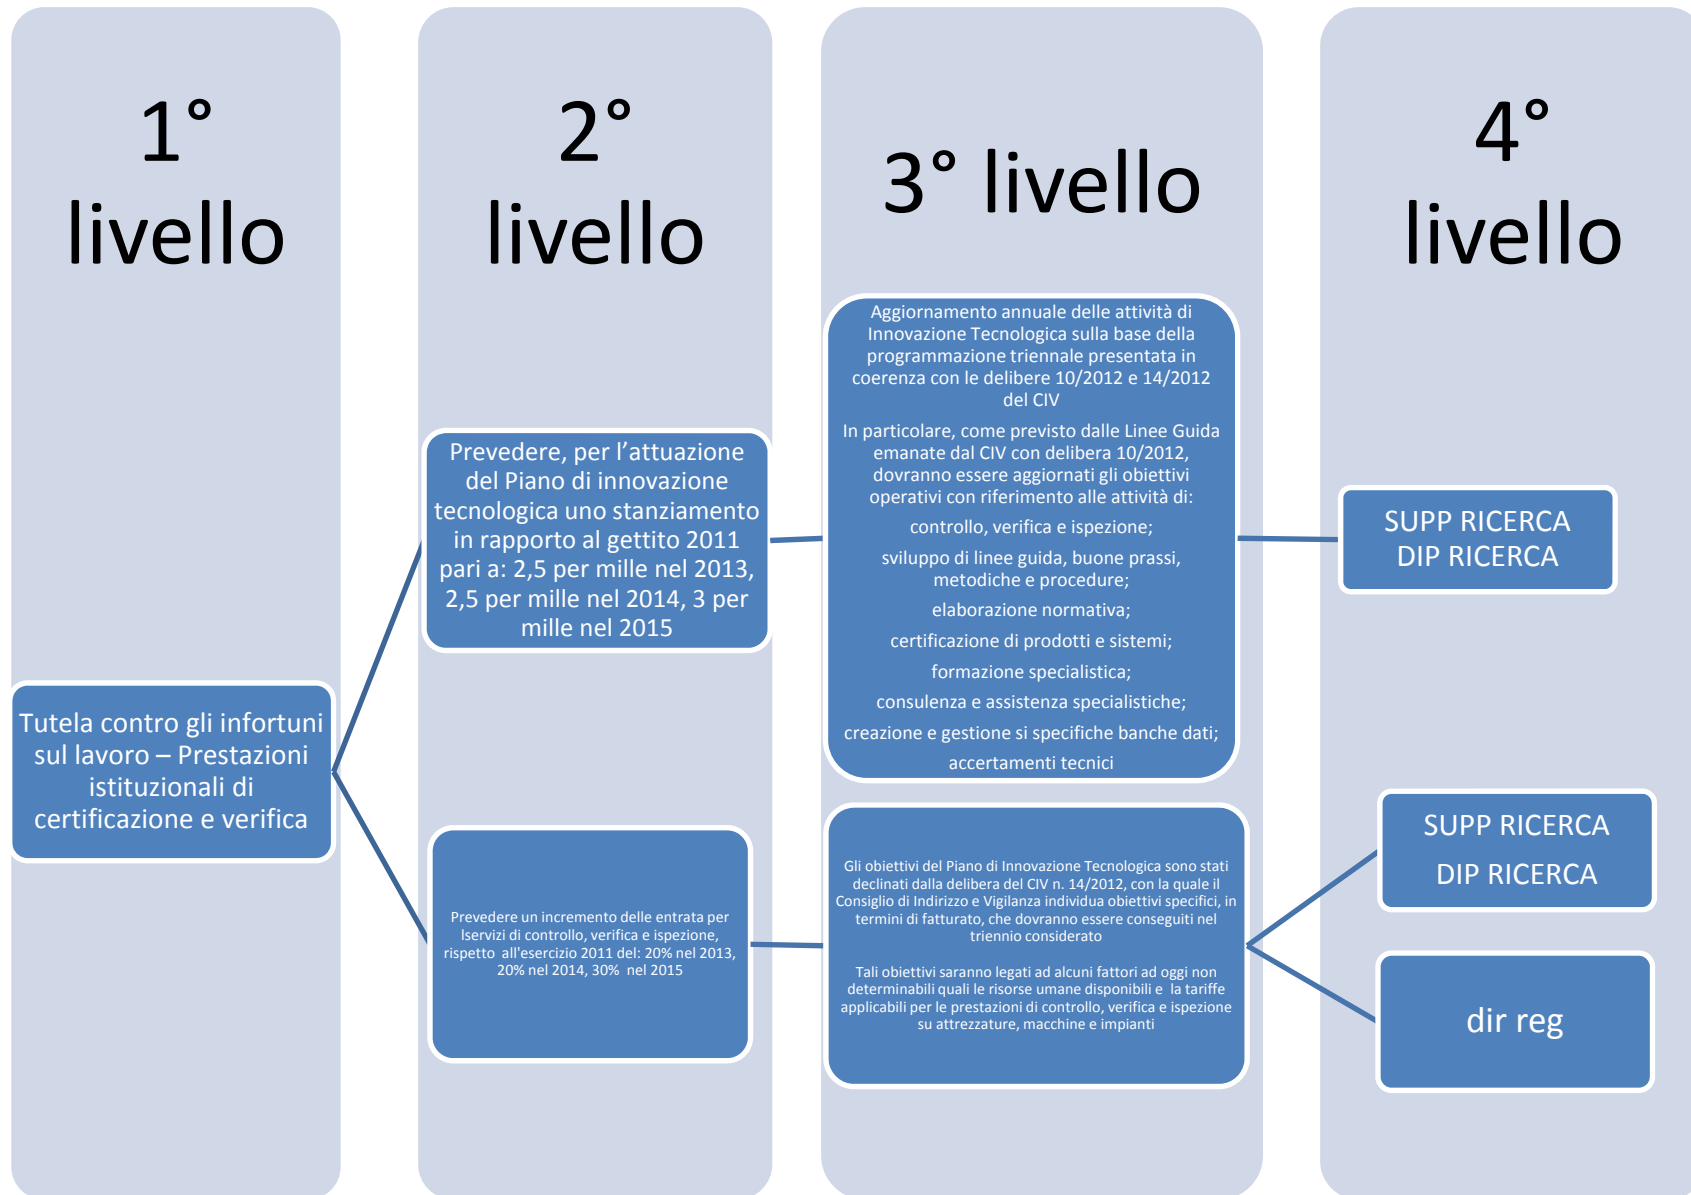 1°
livello
2°
livello
3° livello
4°
livello
Tutela contro gli infortuni
sul lavoro – Prestazioni
istituzionali di
certificazione e verifica
Prevedere, per l’attuazione
del Piano di innovazione
tecnologica uno stanziamento
in rapporto al gettito 2011
pari a: 2,5 per mille nel 2013,
2,5 per mille nel 2014, 3 per
mille nel 2015
Aggiornamento annuale delle attività di
Innovazione Tecnologica sulla base della
programmazione triennale presentata in
coerenza con le delibere 10/2012 e 14/2012
del CIV
In particolare, come previsto dalle Linee Guida
emanate dal CIV con delibera 10/2012,
dovranno essere aggiornati gli obiettivi
operativi con riferimento alle attività di:
controllo, verifica e ispezione;
sviluppo di linee guida, buone prassi,
metodiche e procedure;
elaborazione normativa;
certificazione di prodotti e sistemi;
formazione specialistica;
consulenza e assistenza specialistiche;
creazione e gestione si specifiche banche dati;
accertamenti tecnici
SUPP RICERCA
DIP RICERCA
Prevedere un incremento delle entrata per
Iservizi di controllo, verifica e ispezione,
rispetto all'esercizio 2011 del: 20% nel 2013,
20% nel 2014, 30% nel 2015
Gli obiettivi del Piano di Innovazione Tecnologica sono stati
declinati dalla delibera del CIV n. 14/2012, con la quale il
Consiglio di Indirizzo e Vigilanza individua obiettivi specifici, in
termini di fatturato, che dovranno essere conseguiti nel
triennio considerato
Tali obiettivi saranno legati ad alcuni fattori ad oggi non
determinabili quali le risorse umane disponibili e la tariffe
applicabili per le prestazioni di controllo, verifica e ispezione
su attrezzature, macchine e impianti
SUPP RICERCA
DIP RICERCA
dir reg